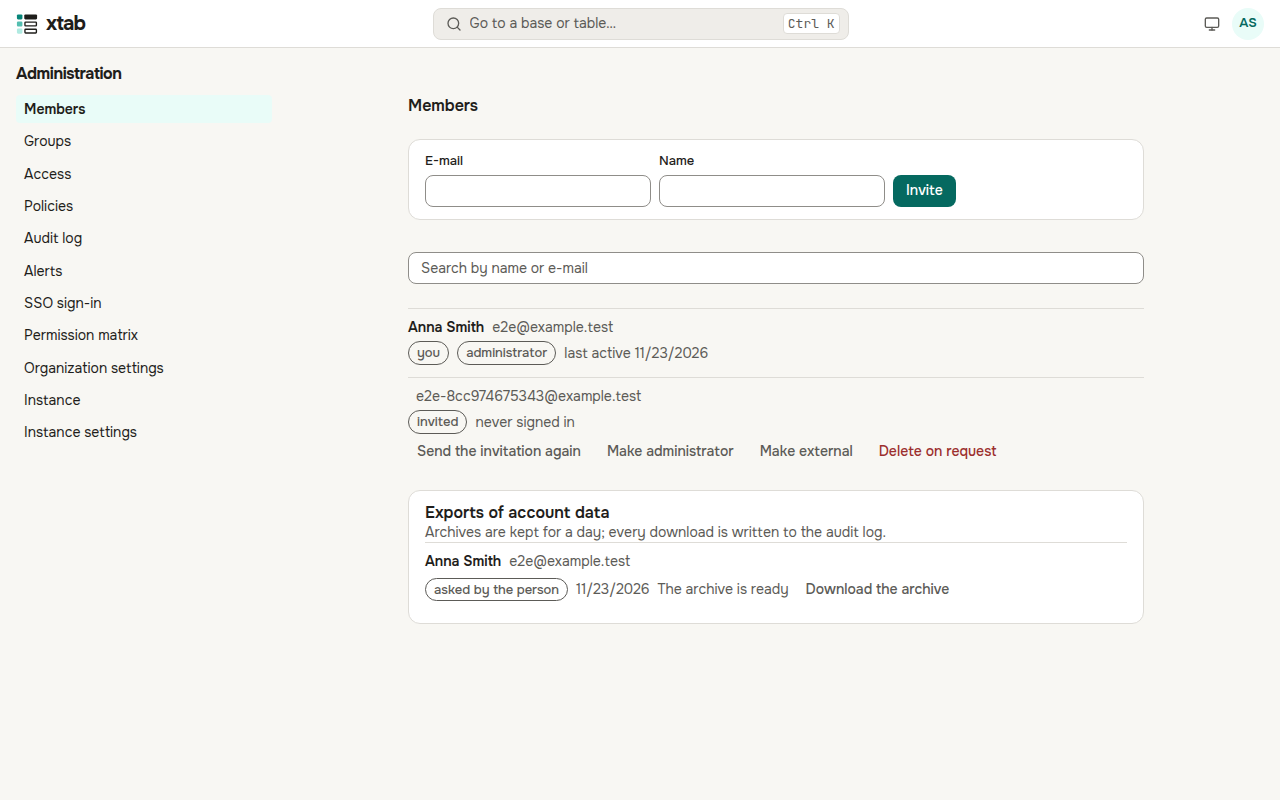 xtab
Go to a base or table...
Ctrl K
AS
Administration
Members
Groups
Access
Policies
Audit log
Alerts
SSO sign-in
Permission matrix
Organization settings
Instance
Instance settings
Members
E-mail
Name
Invite
Search by name or e-mail
Anna Smith e2e@example.test
you administrator last active 11/23/2026
e2e-8cc974675343@example.test
invited never signed in
Send the invitation again Make administrator Make external Delete on request
Exports of account data
Archives are kept for a day; every download is written to the audit log.
Anna Smith e2e@example.test
asked by the person 11/23/2026 The archive is ready Download the archive